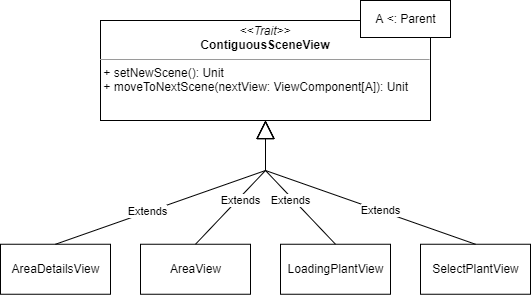 A <: Parent
<<Trait>>
ContiguousSceneView
+ setNewScene(): Unit
+ moveToNextScene(nextView: ViewComponent[A]): Unit
Extends
Extends
Extends
Extends
AreaDetailsView
AreaView
LoadingPlantView
SelectPlantView